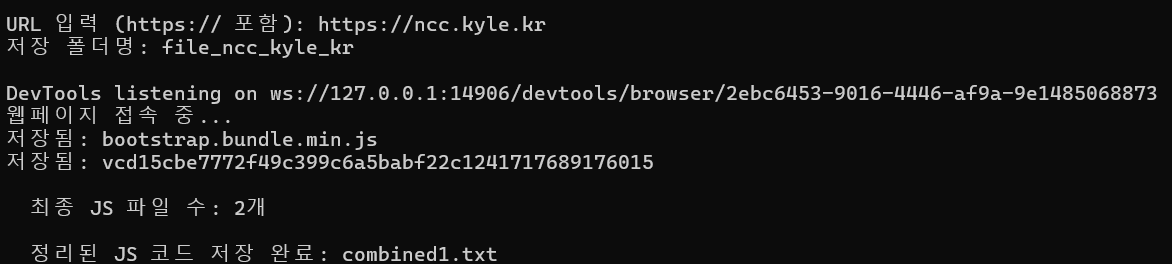 URL 입력 (https:// 포함): https://ncc.kyle.kr
저장 폴더명: file_ncc_kyle_kr
DevTools listening on ws://127.0.0.1:14906/devtools/browser/2ebc6453-9016-4446-af9a-9e1485068873
웹페이지 접속 중...
저장됨: bootstrap.bundle.min.js
저장됨: vcd15cbe7772f49c399c6a5babf22c1241717689176015
최종 JS 파일 수: 2개
정리된 JS 코드 저장 완료: combined1.txt